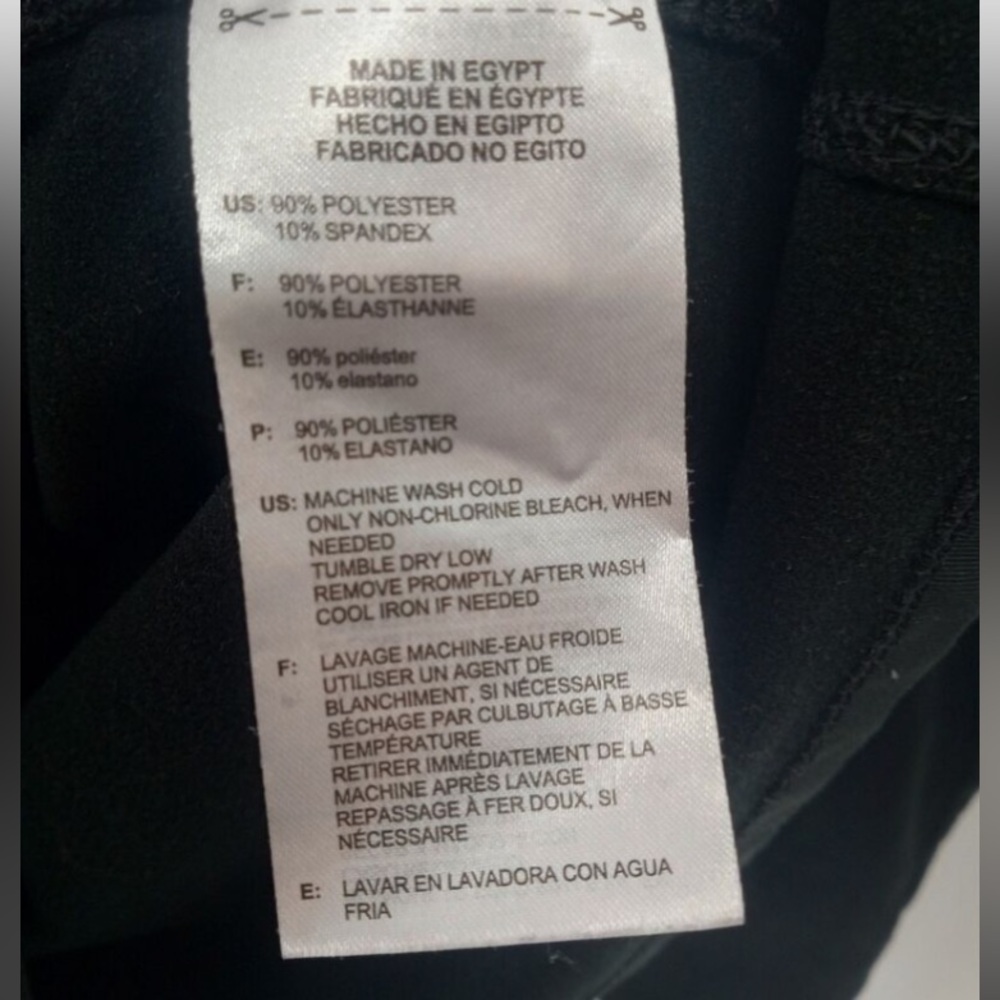 MADE IN EGYPT
FABRIQUÉ EN ÉGYPTE
HECHO EN EGIPTO
FABRICADO NO EGITO
US: 90% POLYESTER
10% SPANDEX
F: 90% POLYESTER
10% ÉLASTHANNE
E: 90% poliéster
10% elastano
P: 90% POLIÉSTER
10% ELASTANO
US: MACHINE WASH COLD
ONLY NON-CHLORINE BLEACH, WHEN
NEEDED
TUMBLE DRY LOW
REMOVE PROMPTLY AFTER WASH
COOL IRON IF NEEDED
F: LAVAGE MACHINE-EAU FROIDE
UTILISER UN AGENT DE
BLANCHIMENT, SI NÉCESSAIRE
SÉCHAGE PAR CULBUTAGE À BASSE
TEMPÉRATURE
RETIRER IMMÉDIATEMENT DE LA
MACHINE APRÈS LAVAGE
REPASSAGE À FER DOUX, SI
NÉCESSAIRE
E: LAVAR EN LAVADORA CON AGUA
FRIA